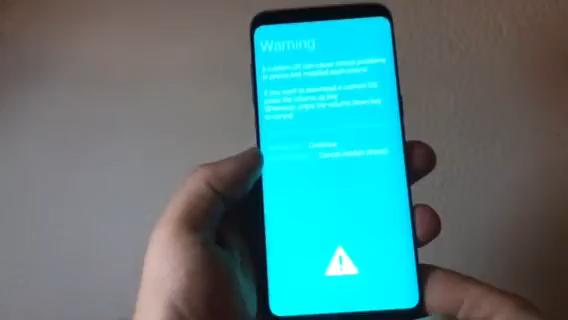 Warning
A custom OS can cause critical problems
in phone and installed applications.
If you want to download a custom OS,
press the volume up key.
Otherwise, press the volume down key
to cancel.
Continue
Cancel (restart phone)